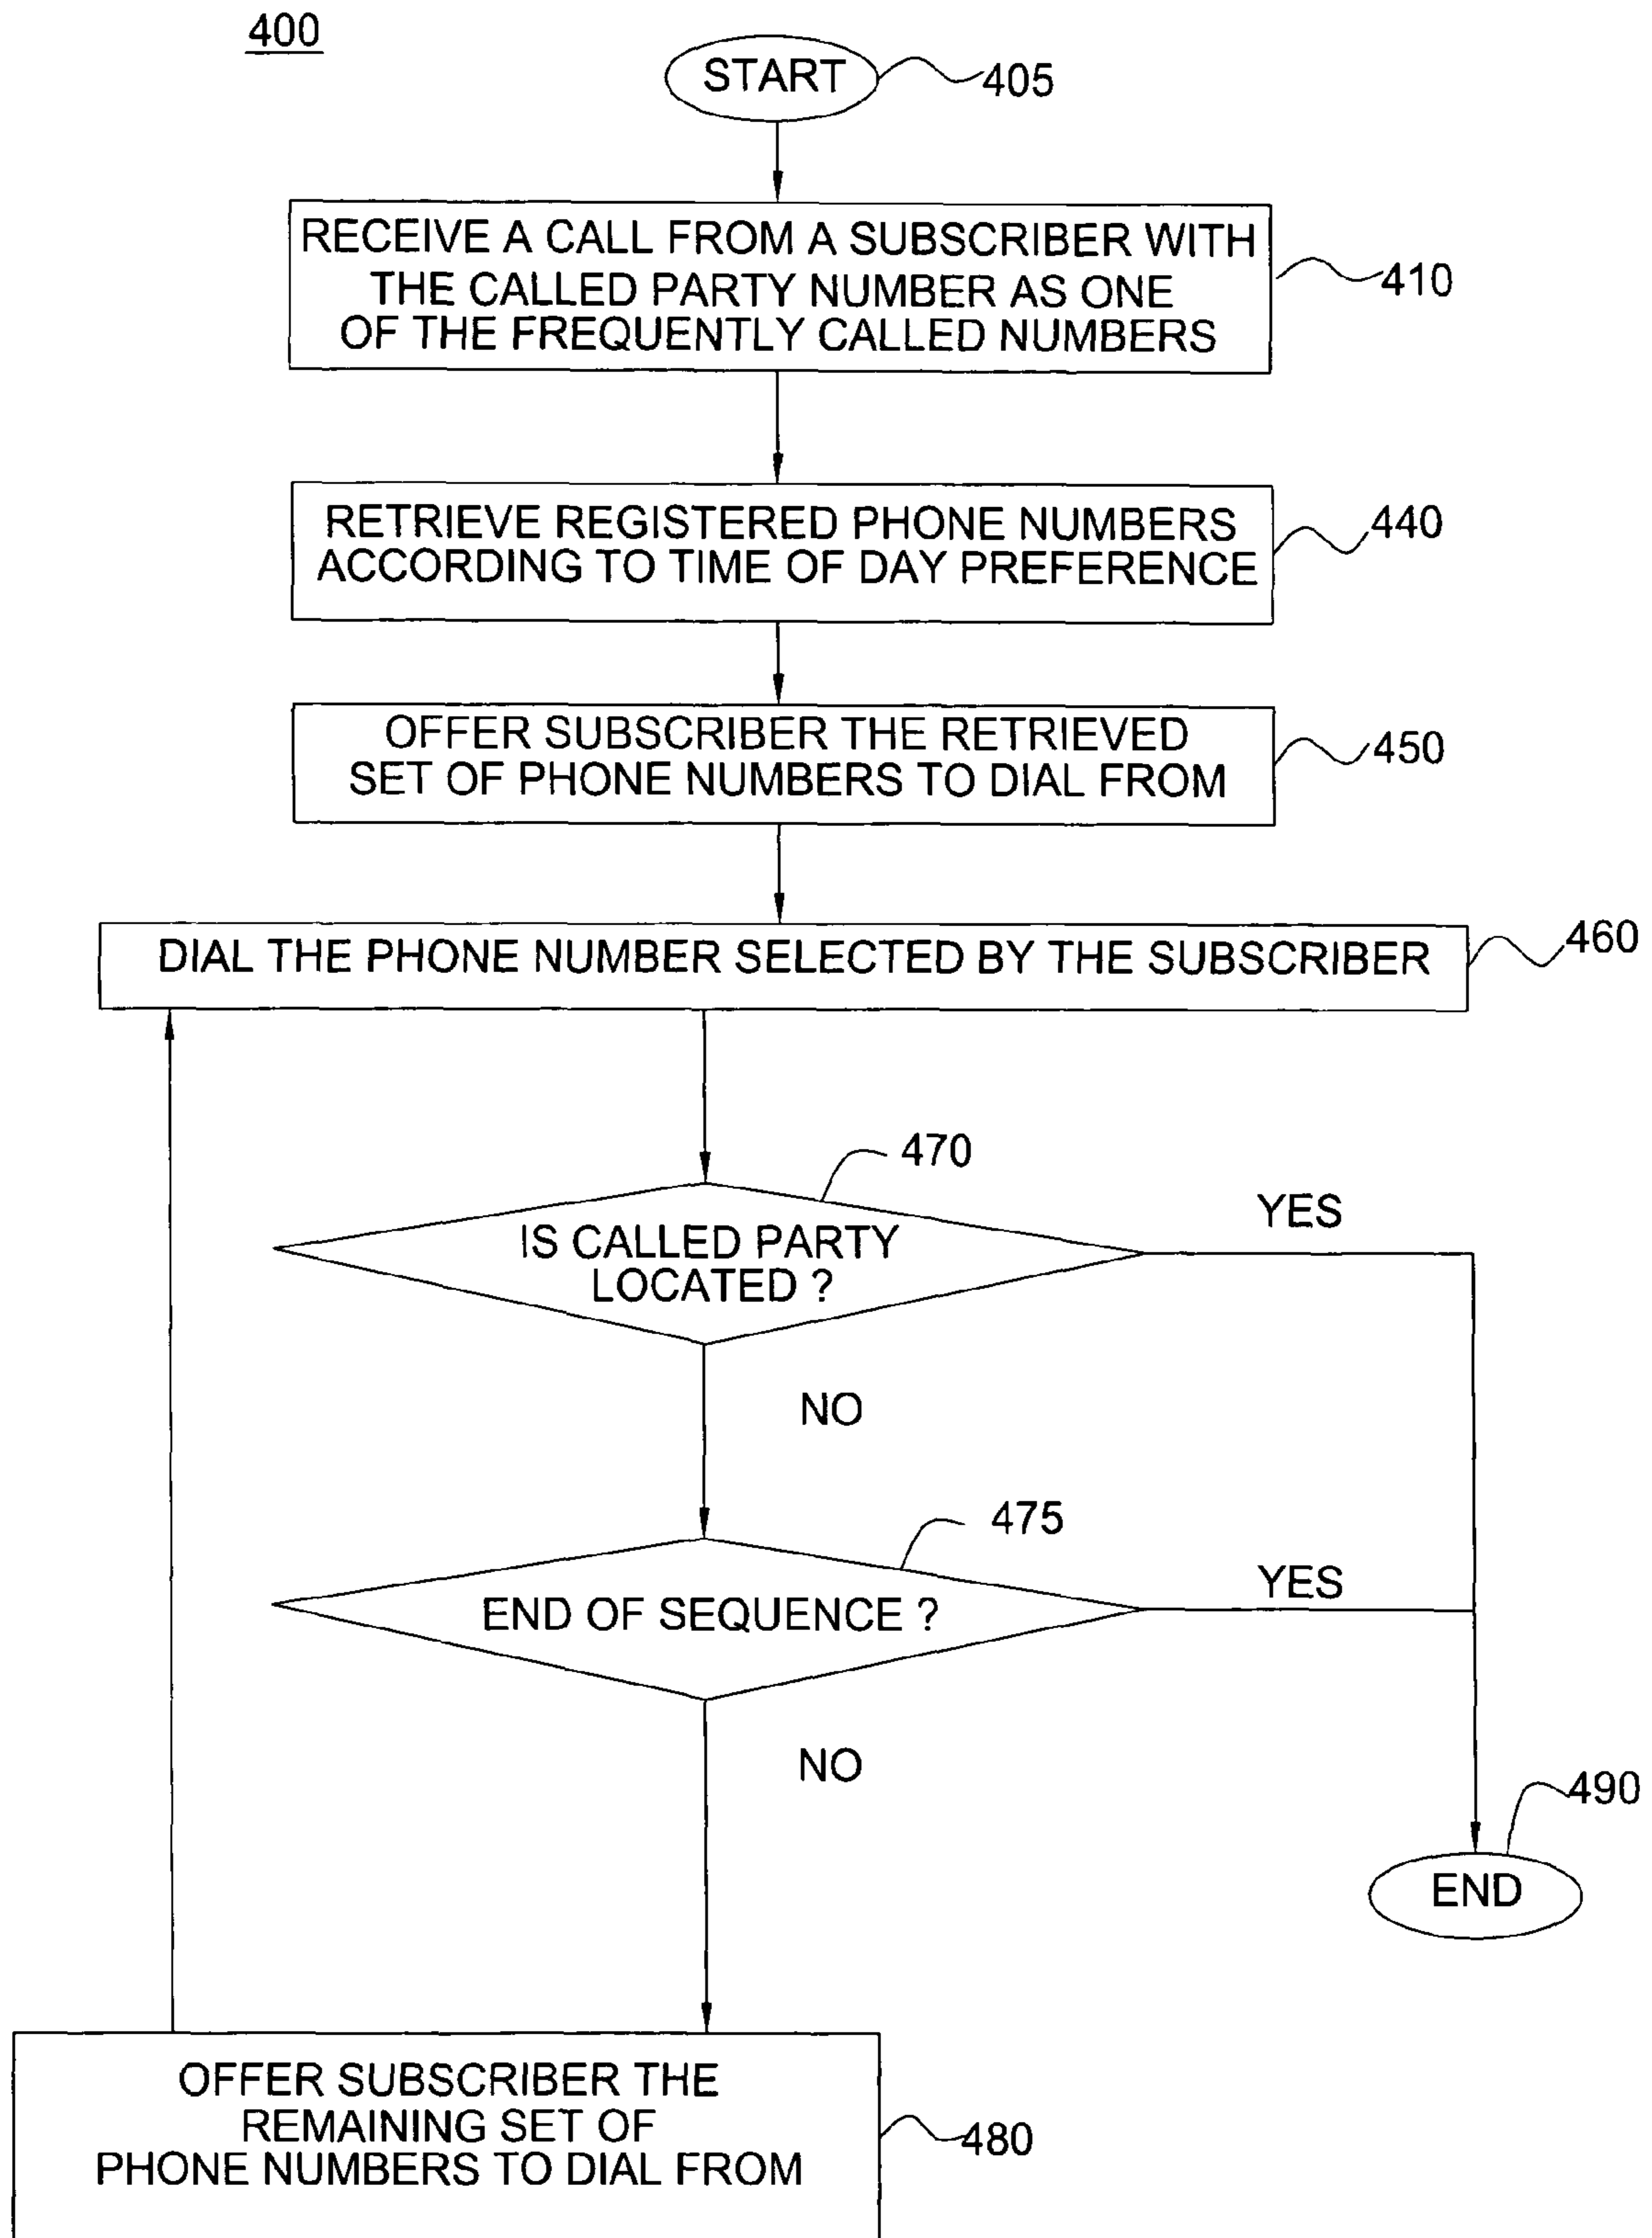 400
START
405
RECEIVE A CALL FROM A SUBSCRIBER WITH
THE CALLED PARTY NUMBER AS ONE
OF THE FREQUENTLY CALLED NUMBERS
410
RETRIEVE REGISTERED PHONE NUMBERS
ACCORDING TO TIME OF DAY PREFERENCE
440
OFFER SUBSCRIBER THE RETRIEVED
SET OF PHONE NUMBERS TO DIAL FROM
450
DIAL THE PHONE NUMBER SELECTED BY THE SUBSCRIBER
460
470
IS CALLED PARTY
LOCATED ?
YES
NO
475
END OF SEQUENCE ?
YES
NO
490
END
OFFER SUBSCRIBER THE
REMAINING SET OF
PHONE NUMBERS TO DIAL FROM
480